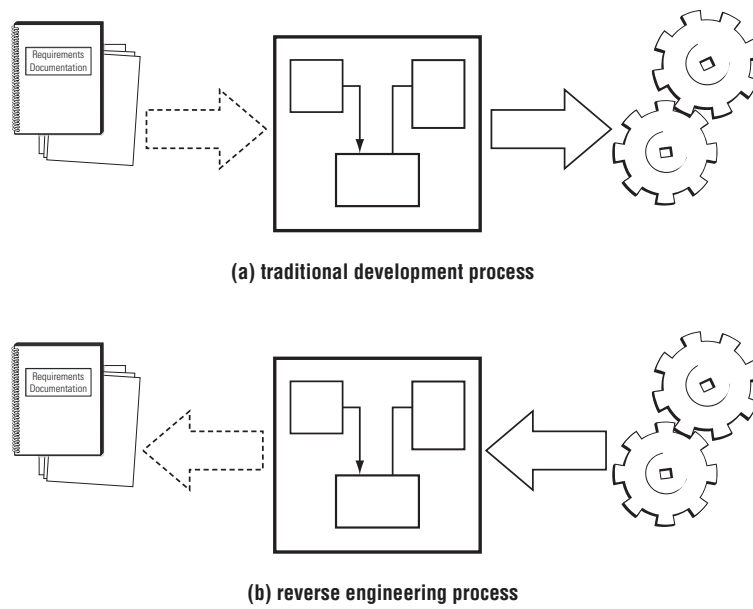 Requirements
Documentation
(a) traditional development process
Requirements
Documentation
(b) reverse engineering process